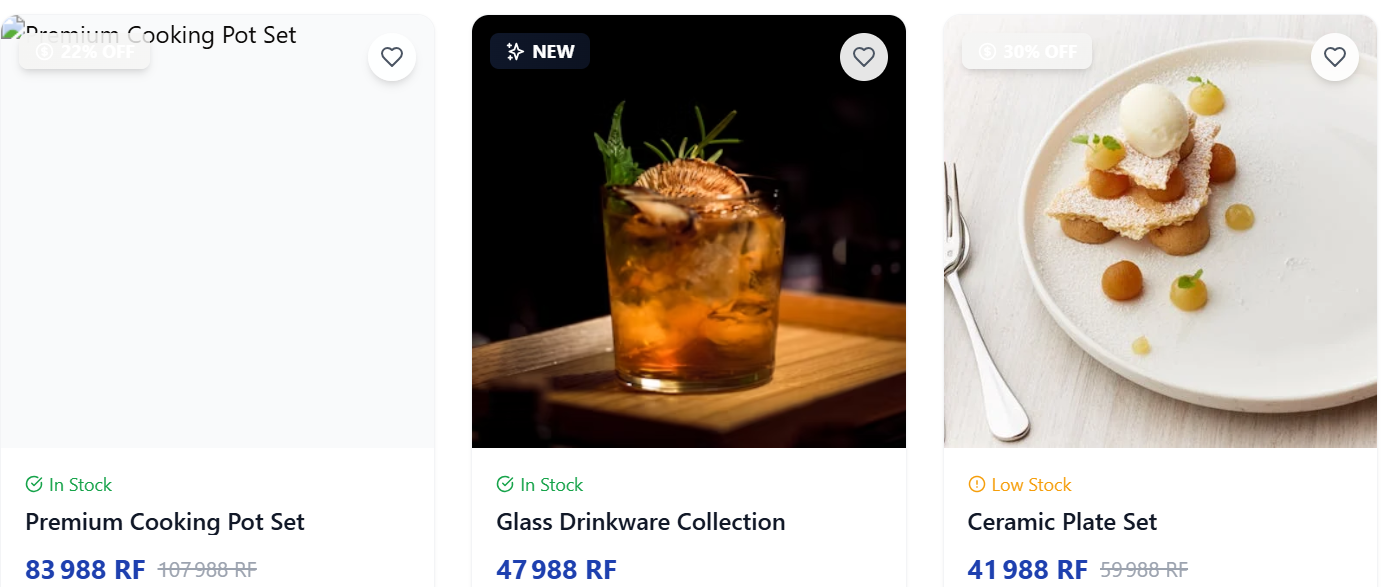 Premium Cooking Pot Set
22% OFF
NEW
30% OFF
In Stock
In Stock
Low Stock
Premium Cooking Pot Set
Glass Drinkware Collection
Ceramic Plate Set
83 988 RF 107 988 RF
47 988 RF
41 988 RF 59 988 RF